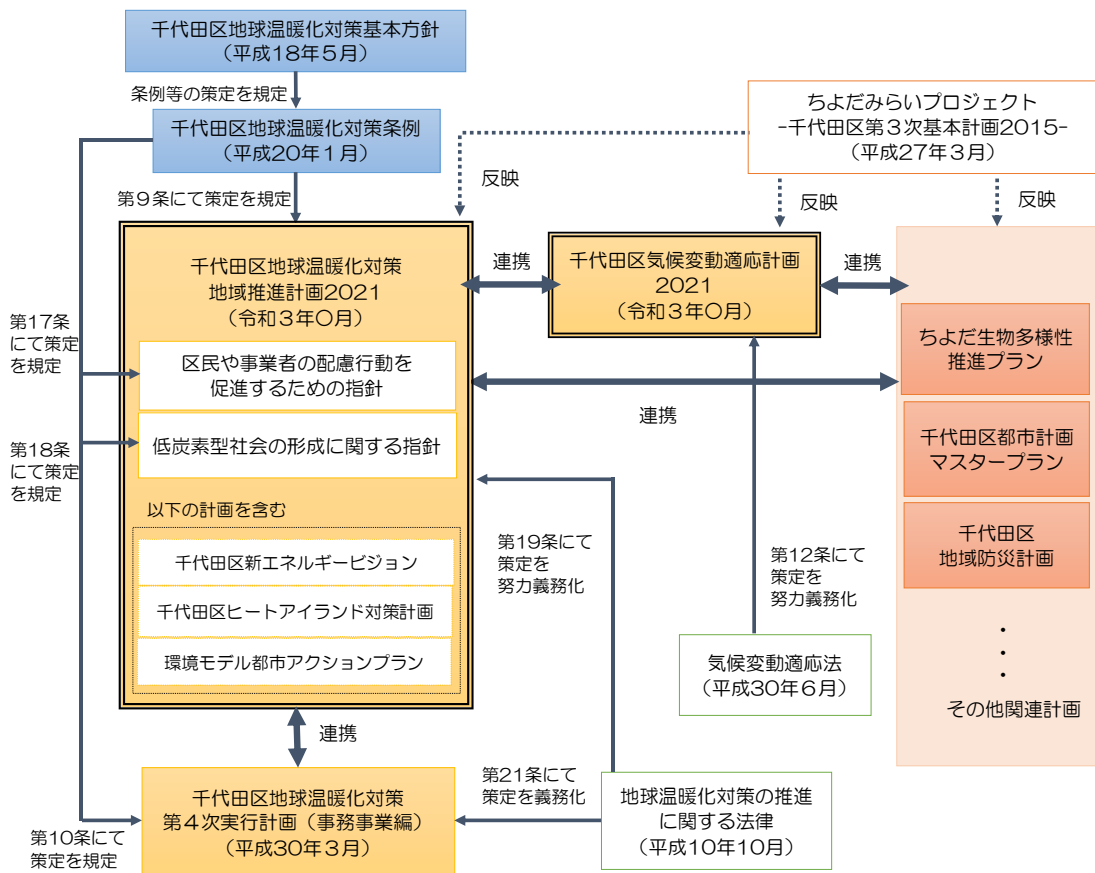 千代田区地球温暖化対策基本方針
（平成18年5月）
条例等の策定を規定
千代田区地球温暖化対策条例
（平成20年1月）
第9条にて策定を規定
ちよだみらいプロジェクト
-千代田区第3次基本計画2015-
（平成27年3月）
反映
反映
反映
千代田区地球温暖化対策
地域推進計画2021
（令和3年〇月）
連携
千代田区気候変動適応計画
2021
（令和3年〇月）
連携
第17条
にて策定
を規定
区民や事業者の配慮行動を
促進するための指針
第18条
にて策定
を規定
低炭素型社会の形成に関する指針
以下の計画を含む
千代田区新エネルギービジョン
千代田区ヒートアイランド対策計画
環境モデル都市アクションプラン
連携
ちよだ生物多様性
推進プラン
千代田区都市計画
マスタープラン
千代田区
地域防災計画
・
・
・
その他関連計画
第19条にて
策定を
努力義務化
第12条にて
策定を
努力義務化
気候変動適応法
（平成30年6月）
連携
第21条にて
策定を義務化
地球温暖化対策の推進
に関する法律
（平成10年10月）
千代田区地球温暖化対策
第4次実行計画（事務事業編）
（平成30年3月）
第10条にて
策定を規定